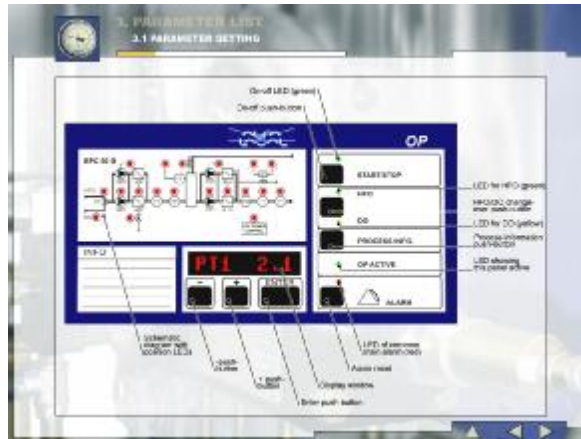 3. PARAMETER LIST
3.1 PARAMETER SETTING
On-off LED (green)
On-off push-button
OP
EPC 50 B
START/STOP
HFO
LED for HFO (green)
HFO/DO change-
over push-button
DO
LED for DO (yellow)
PROCESS INFO.
Process information
push-button
INFO
PT1 2.1
OP ACTIVE
LED showing
this panel active
-
+
ENTER
ALARM
Schematic
diagram with
position LEDs
- push-
button
+ push-
button
Enter push button
Display window
LED of common
alarm (red)
Alarm reset